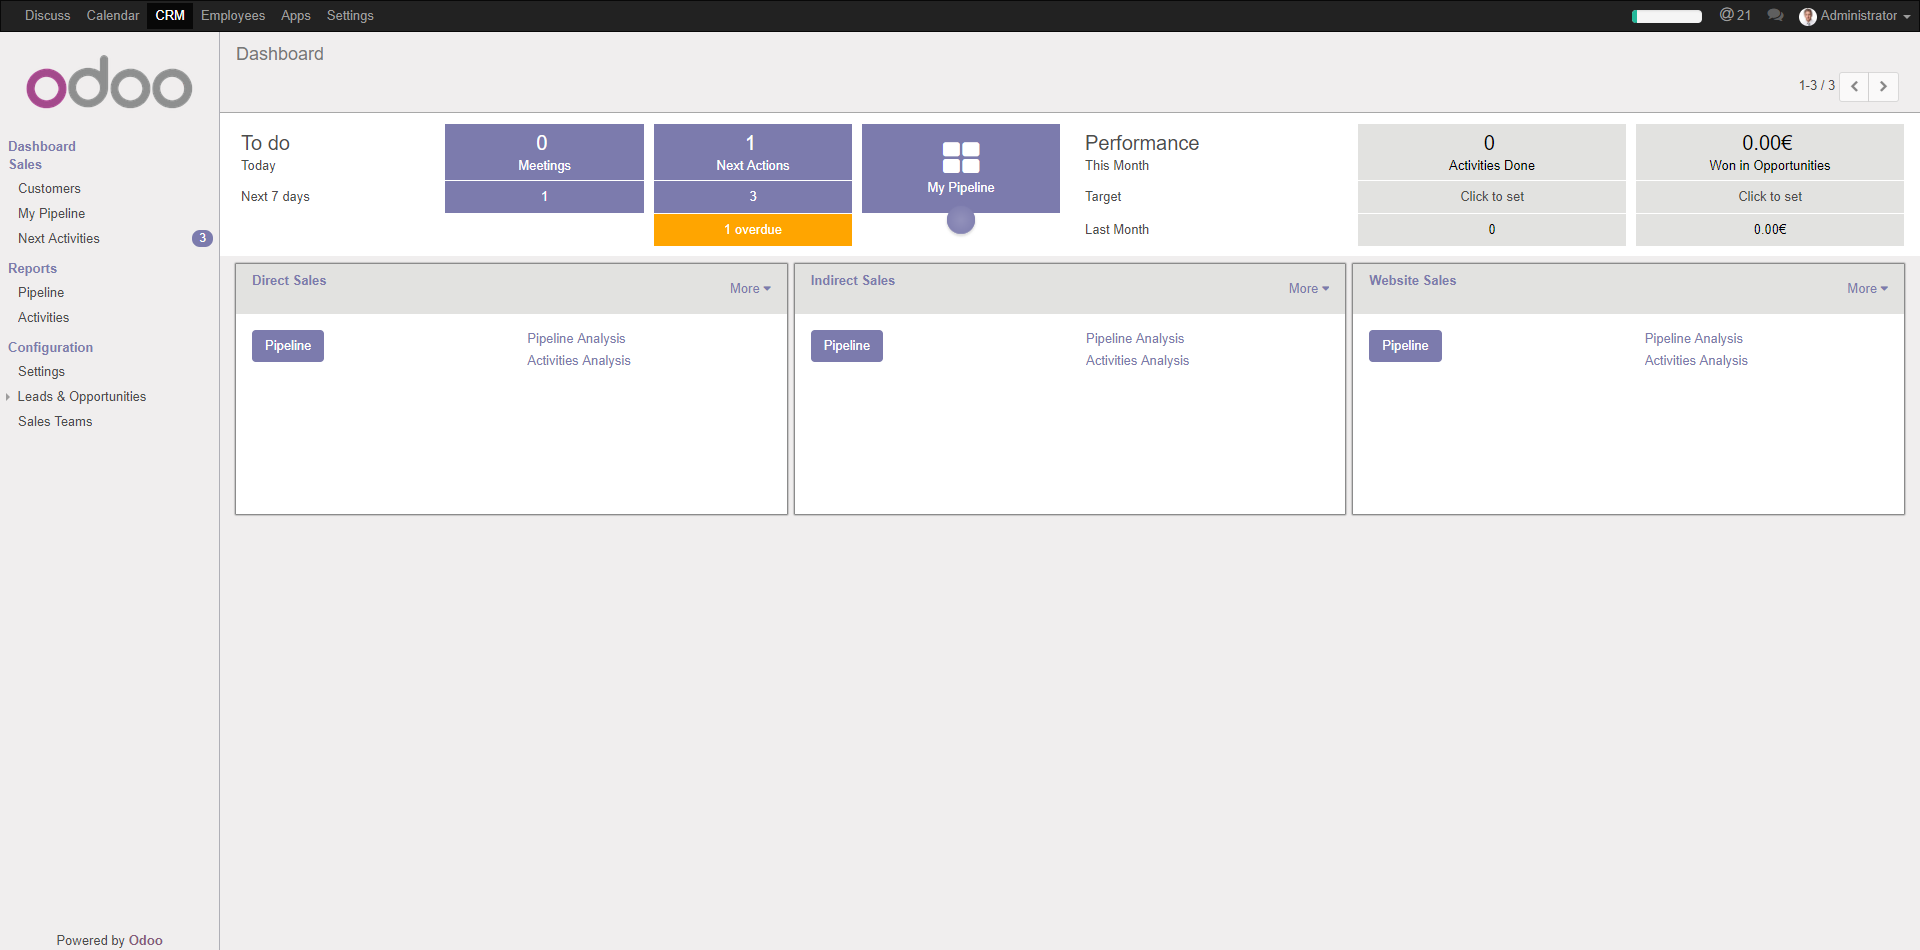 Discuss Calendar CRM Employees Apps Settings
@21 Administrator
odoo
Dashboard
1-3 / 3
Dashboard
Sales
Customers
My Pipeline
Next Activities 3
Reports
Pipeline
Activities
Configuration
Settings
Leads & Opportunities
Sales Teams
Powered by Odoo
To do
Today
Next 7 days
0
Meetings
1
1
Next Actions
3
1 overdue
My Pipeline
Performance
This Month
Target
Last Month
0
Activities Done
Click to set
0
0.00€
Won in Opportunities
Click to set
0.00€
Direct Sales
More
Pipeline
Pipeline Analysis
Activities Analysis
Indirect Sales
More
Pipeline
Pipeline Analysis
Activities Analysis
Website Sales
More
Pipeline
Pipeline Analysis
Activities Analysis